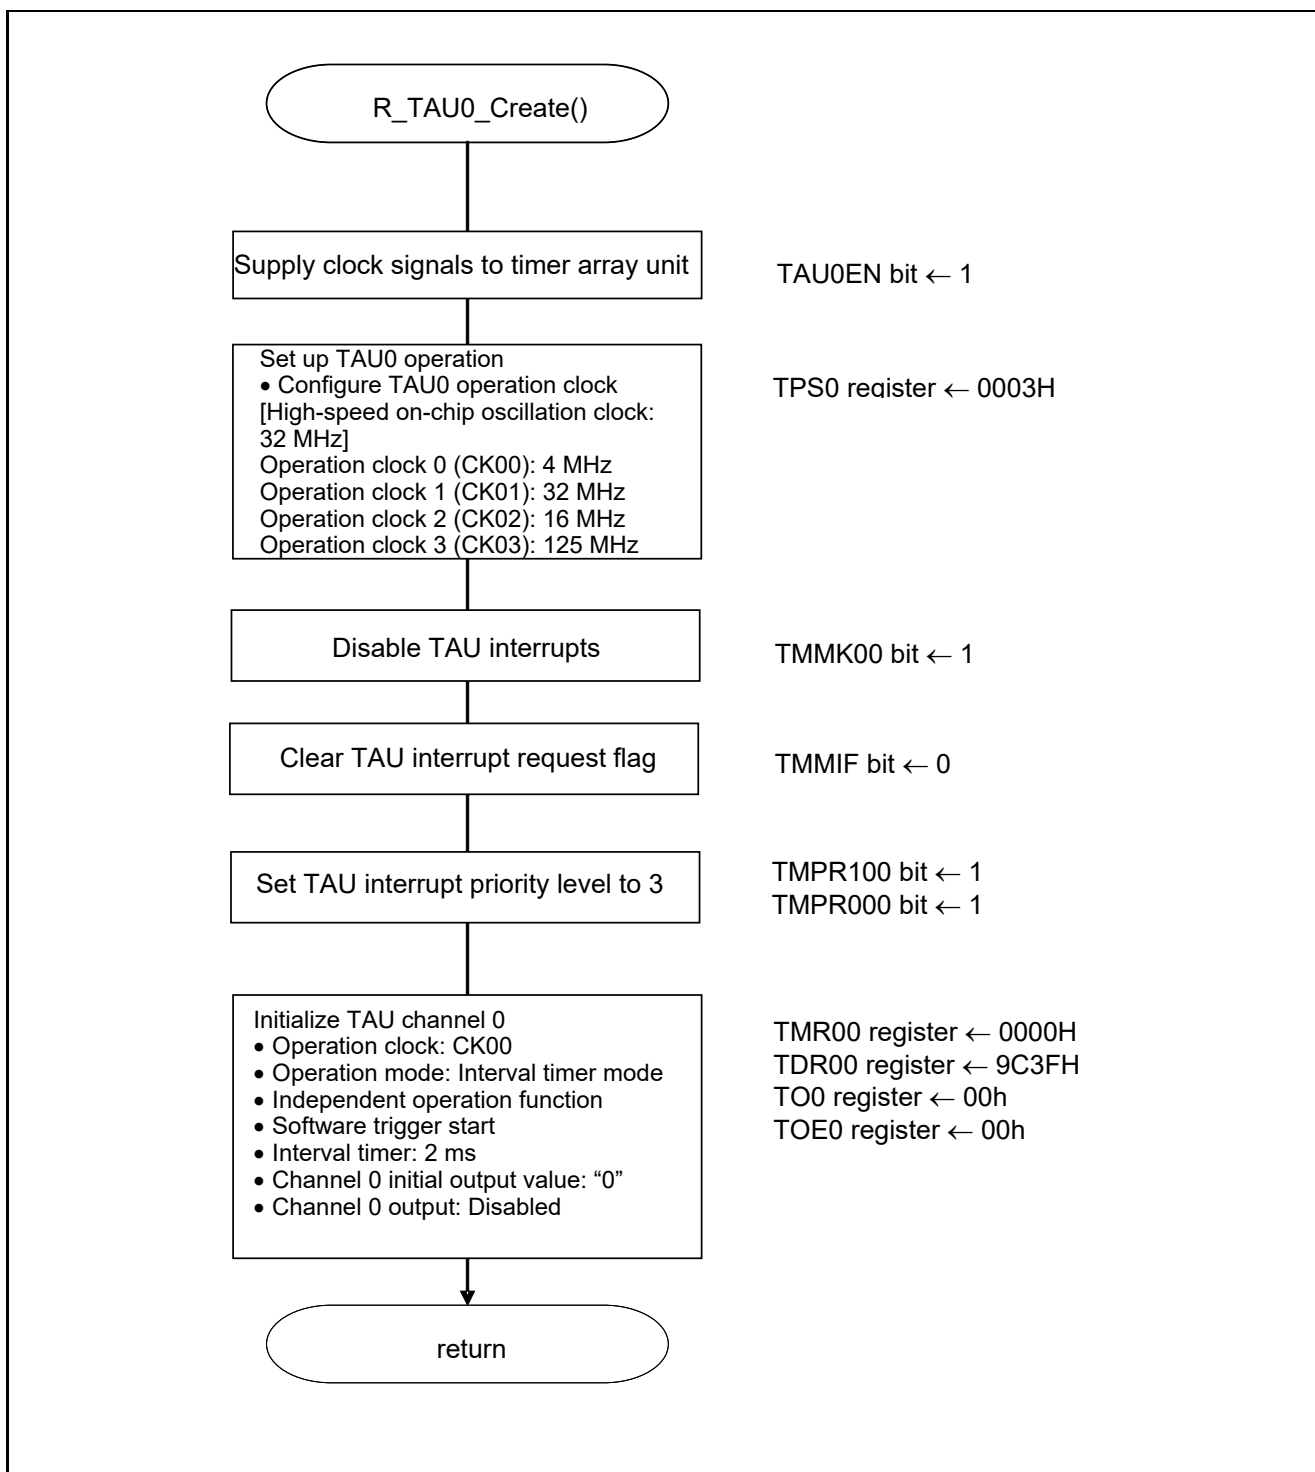 R_TAU0_Create()
Supply clock signals to timer array unit
TAU0EN bit ← 1
Set up TAU0 operation
• Configure TAU0 operation clock
[High-speed on-chip oscillation clock:
32 MHz]
Operation clock 0 (CK00): 4 MHz
Operation clock 1 (CK01): 32 MHz
Operation clock 2 (CK02): 16 MHz
Operation clock 3 (CK03): 125 MHz
TPS0 register ← 0003H
Disable TAU interrupts
TMMK00 bit ← 1
Clear TAU interrupt request flag
TMMIF bit ← 0
Set TAU interrupt priority level to 3
TMPR100 bit ← 1
TMPR000 bit ← 1
Initialize TAU channel 0
• Operation clock: CK00
• Operation mode: Interval timer mode
• Independent operation function
• Software trigger start
• Interval timer: 2 ms
• Channel 0 initial output value: “0”
• Channel 0 output: Disabled
TMR00 register ← 0000H
TDR00 register ← 9C3FH
TO0 register ← 00h
TOE0 register ← 00h
return